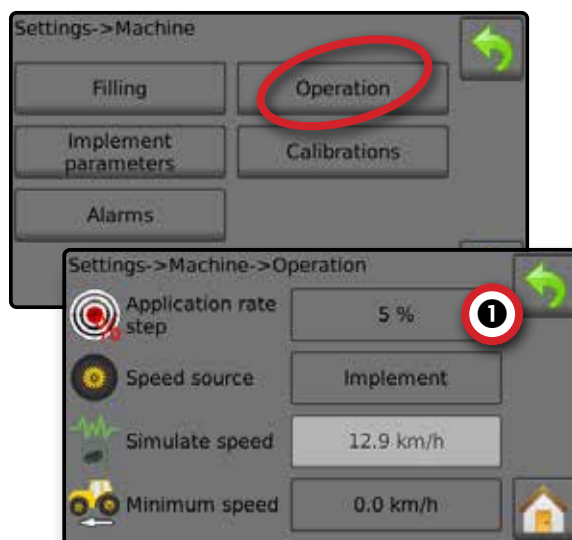 Settings->Machine
Filling
Operation
Implement
parameters
Calibrations
Alarms
Settings->Machine->Operation
Application rate
step
5 %
1
Speed source
Implement
Simulate speed
12.9 km/h
Minimum speed
0.0 km/h